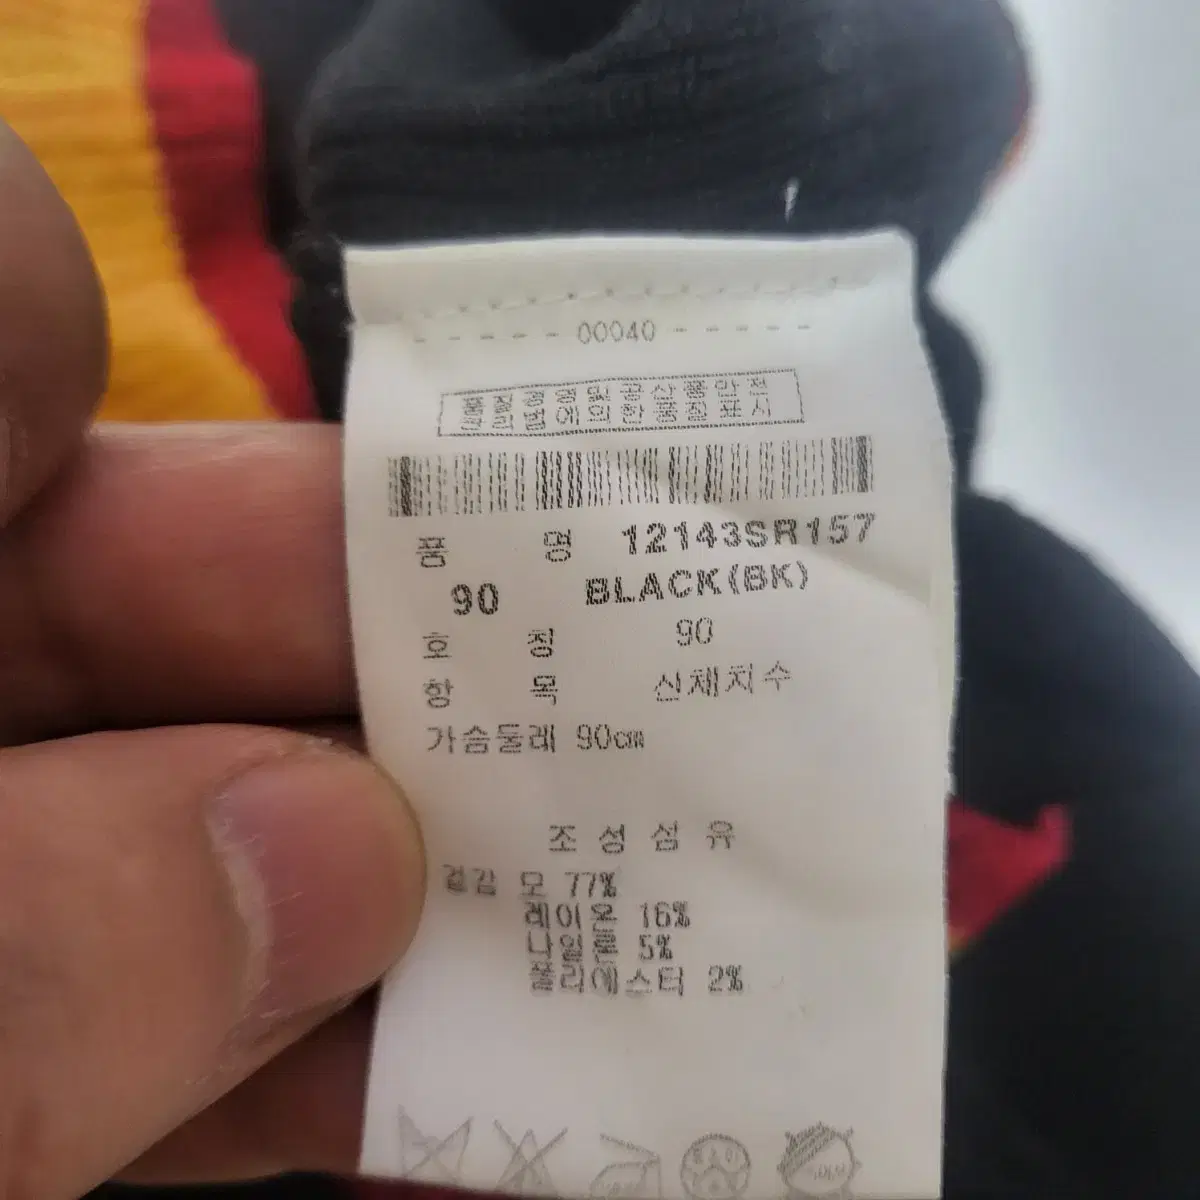 00040
품질경영및공산품안전
관리법에의한품질표시
품 명 12143SR157
90 BLACK(BK)
호 칭 90
항 목 신체치수
가슴둘레 90㎝
조 성 섬 유
겉감 모 77%
레이온 16%
나일론 5%
폴리에스터 2%